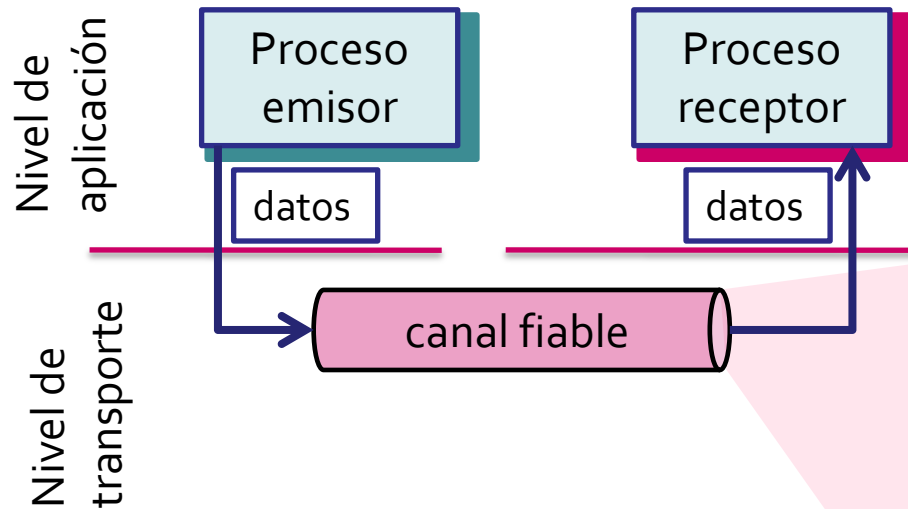 Nivel de
aplicación
Proceso
emisor
Proceso
receptor
datos
datos
Nivel de
transporte
canal fiable